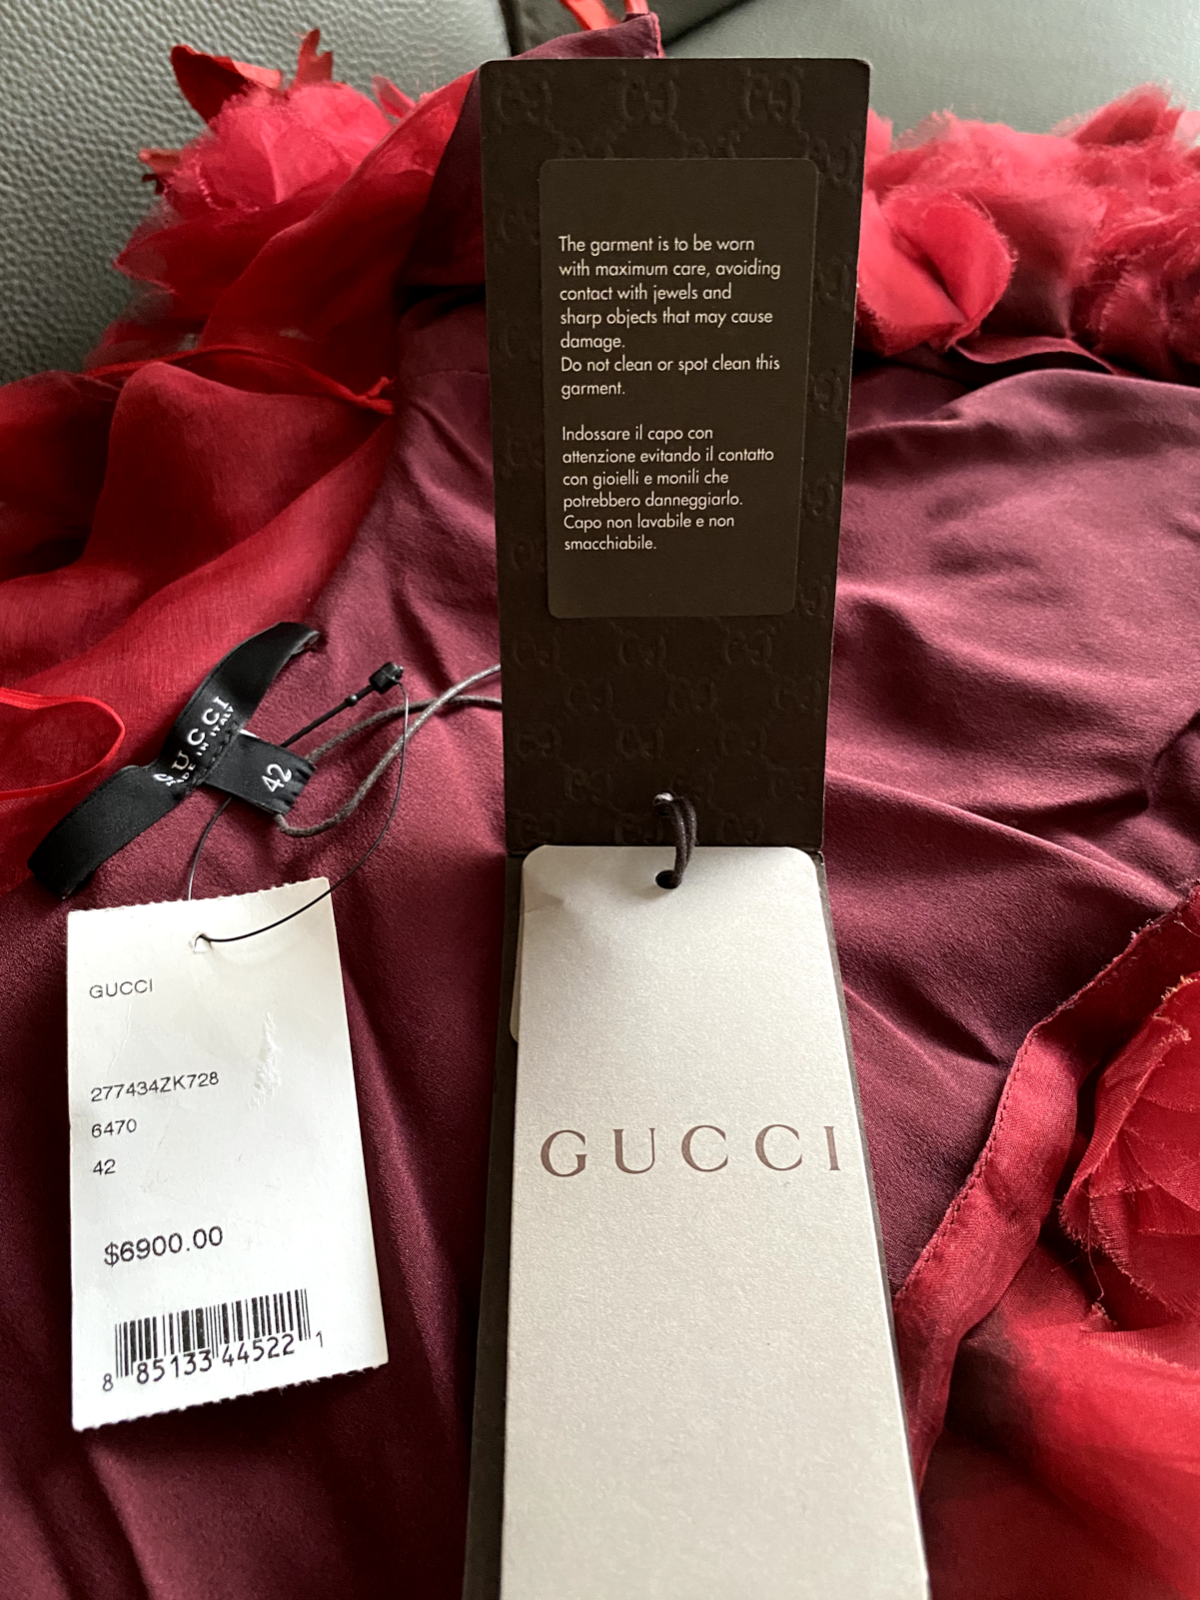 The garment is to be worn
with maximum care, avoiding
contact with jewels and
sharp objects that may cause
damage.
Do not clean or spot clean this
garment.
Indossare il capo con
attenzione evitando il contatto
con gioielli e monili che
potrebbero danneggiarlo.
Capo non lavabile e non
smacchiabile.
GUCCI
MADE IN ITALY
42
GUCCI
277434ZK728
6470
42
$6900.00
8 85133 44522 1
GUCCI